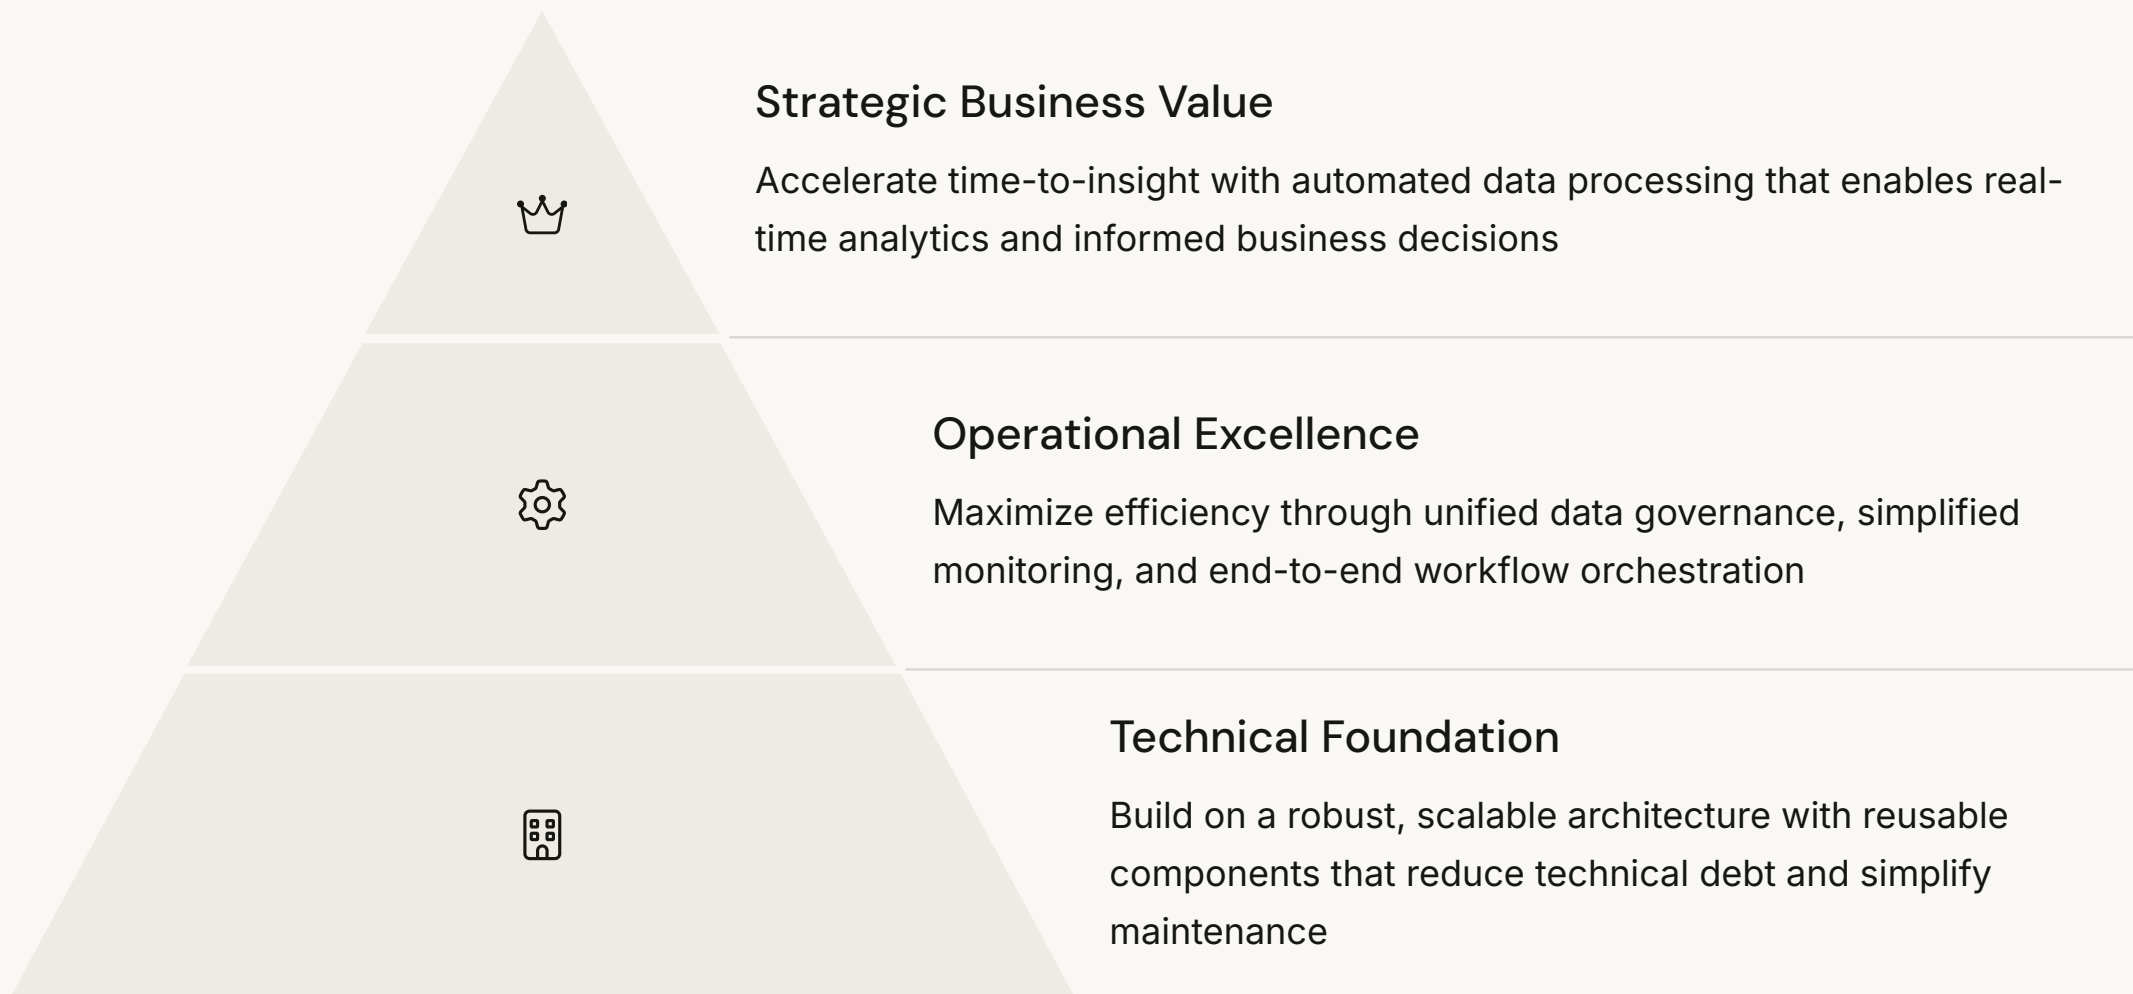 Strategic Business Value
Accelerate time-to-insight with automated data processing that enables real-
time analytics and informed business decisions
Operational Excellence
Maximize efficiency through unified data governance, simplified
monitoring, and end-to-end workflow orchestration
Technical Foundation
Build on a robust, scalable architecture with reusable
components that reduce technical debt and simplify
maintenance